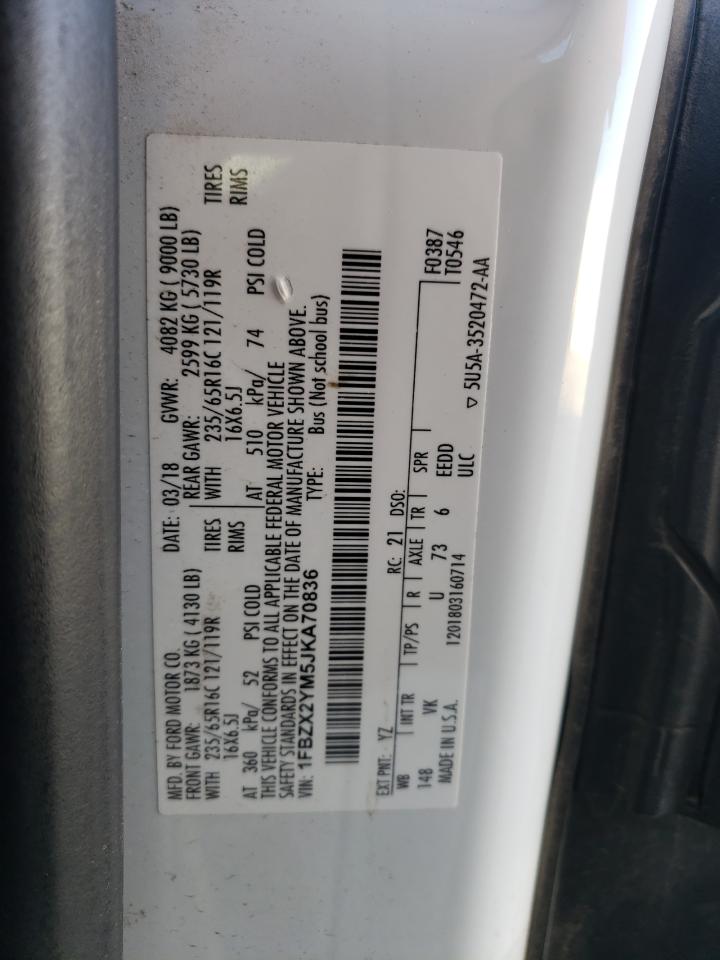 MFD. BY FORD MOTOR CO.
DATE: 03/18 GVWR: 4082 KG ( 9000 LB)
FRONT GAWR: 1873 KG ( 4130 LB)
REAR GAWR: 2599 KG ( 5730 LB)
WITH 235/65R16C 121/119R TIRES
WITH 235/65R16C 121/119R TIRES
16X6.5J RIMS
16X6.5J RIMS
AT 360 kPa/ 52 PSI COLD
AT 510 kPa/ 74 PSI COLD
THIS VEHICLE CONFORMS TO ALL APPLICABLE FEDERAL MOTOR VEHICLE
SAFETY STANDARDS IN EFFECT ON THE DATE OF MANUFACTURE SHOWN ABOVE.
VIN: 1FBZX2YM5JKA70836 TYPE: Bus (Not school bus)
EXT PNT: YZ RC: 21 DSO:
WB INT TR TP/PS R AXLE TR SPR F0387
148 VK U 73 6 EEDD T0546
MADE IN U.S.A. 1201803160714 ULC ▽ 5U5A-3520472-AA